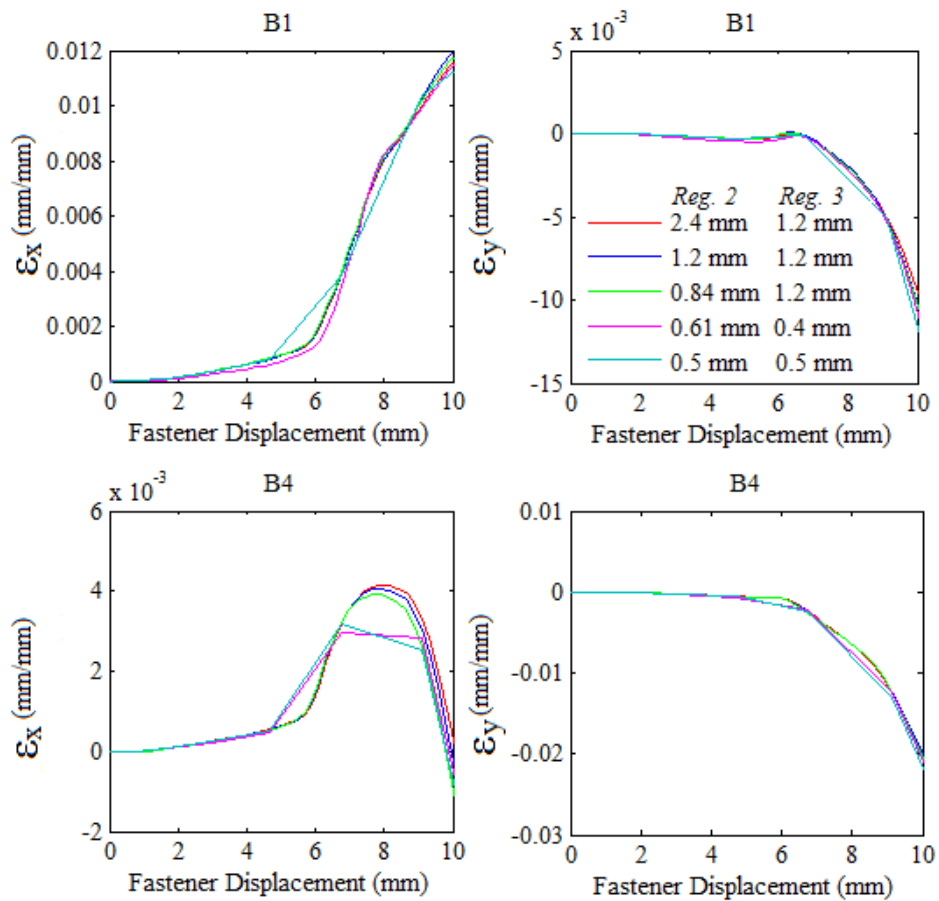 B1
0.012
0.01
0.008
0.006
0.004
0.002
0
εx (mm/mm)
0 2 4 6 8 10
Fastener Displacement (mm)
x 10-3
B1
5
0
-5
-10
-15
εy (mm/mm)
Reg. 2 Reg. 3
2.4 mm 1.2 mm
1.2 mm 1.2 mm
0.84 mm 1.2 mm
0.61 mm 0.4 mm
0.5 mm 0.5 mm
0 2 4 6 8 10
Fastener Displacement (mm)
x 10-3
B4
6
4
2
0
-2
εx (mm/mm)
0 2 4 6 8 10
Fastener Displacement (mm)
B4
0.01
0
-0.01
-0.02
-0.03
εy (mm/mm)
0 2 4 6 8 10
Fastener Displacement (mm)